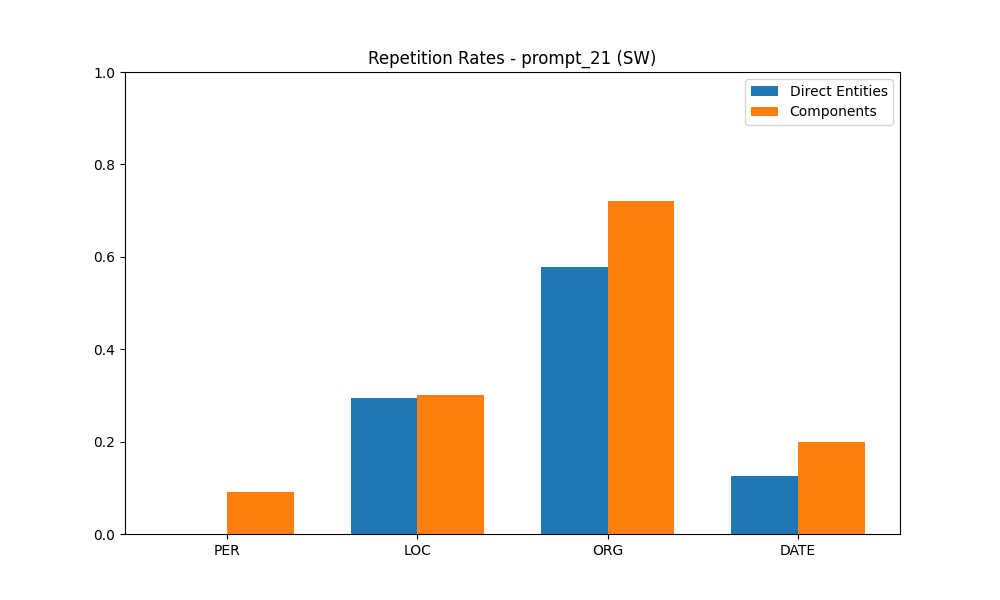 Repetition Rates - prompt_21 (SW)
Direct Entities
Components
1.0
0.8
0.6
0.4
0.2
0.0
PER LOC ORG DATE